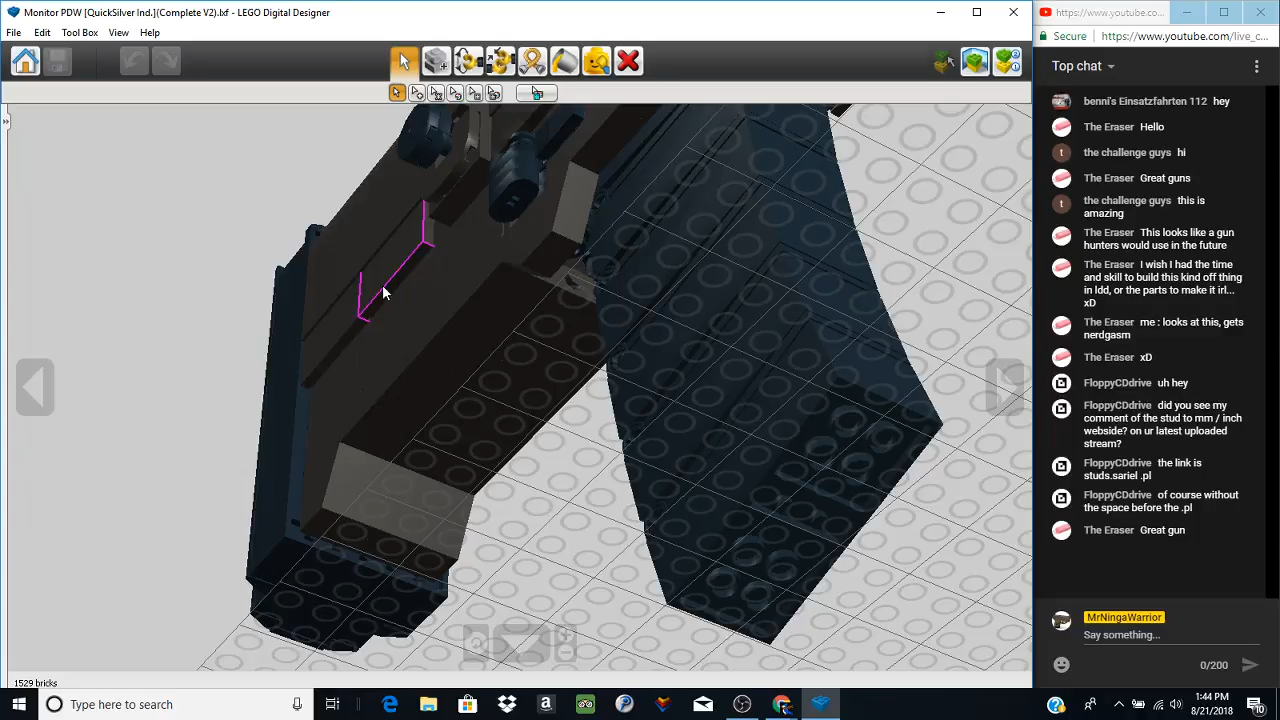 Monitor PDW [QuickSilver Ind.](Complete V2).lxf - LEGO Digital Designer
File Edit Tool Box View Help
1529 bricks
Type here to search
https://www.youtube.co...
Secure https://www.youtube.com/live_c...
Top chat
benni's Einsatzfahrten 112 hey
The Eraser Hello
t the challenge guys hi
The Eraser Great guns
t the challenge guys this is
amazing
The Eraser This looks like a gun
hunters would use in the future
The Eraser I wish I had the time
and skill to build this kind off thing
in ldd, or the parts to make it irl...
xD
The Eraser me : looks at this, gets
nerdgasm
The Eraser xD
FloppyCDdrive uh hey
FloppyCDdrive did you see my
comment of the stud to mm / inch
webside? on ur latest uploaded
stream?
FloppyCDdrive the link is
studs.sariel .pl
FloppyCDdrive of course without
the space before the .pl
The Eraser Great gun
MrNingaWarrior
Say something...
0/200
1:44 PM
8/21/2018